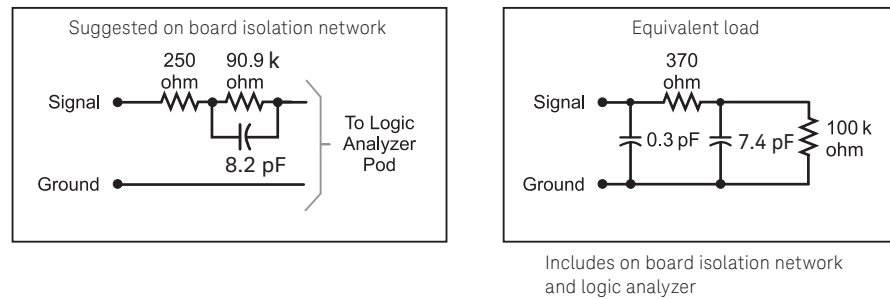 Suggested on board isolation network
250
ohm
90.9 k
ohm
Signal
8.2 pF
To Logic
Analyzer
Pod
Ground
Equivalent load
370
ohm
Signal
0.3 pF
7.4 pF
100 k
ohm
Ground
Includes on board isolation network
and logic analyzer